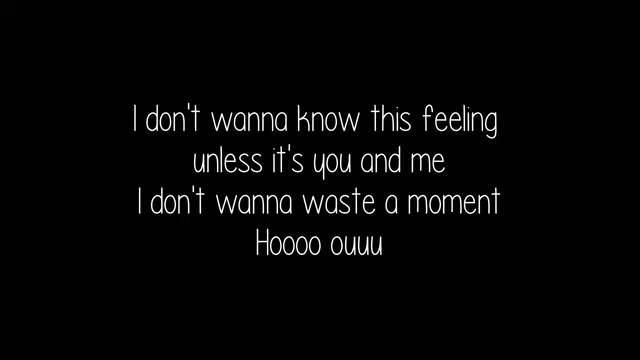 I don't wanna know this feeling
unless it's you and me
I don't wanna waste a moment
Hoooo ouuu